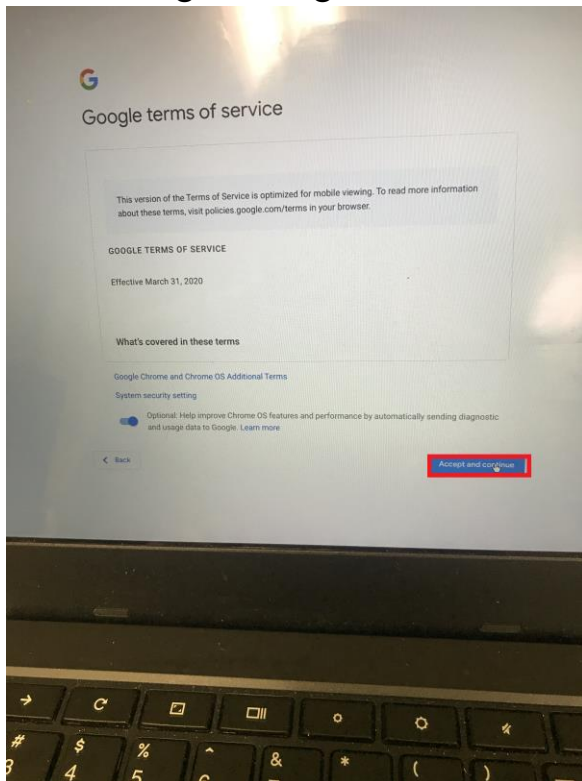 G
Google terms of service
This version of the Terms of Service is optimized for mobile viewing. To read more information
about these terms, visit policies.google.com/terms in your browser.
GOOGLE TERMS OF SERVICE
Effective March 31, 2020
What's covered in these terms
Google Chrome and Chrome OS Additional Terms
System security setting
Optional: Help improve Chrome OS features and performance by automatically sending diagnostic
and usage data to Google. Learn more
< Back
Accept and continue
# $ % ^ & * ( )
3 4 5